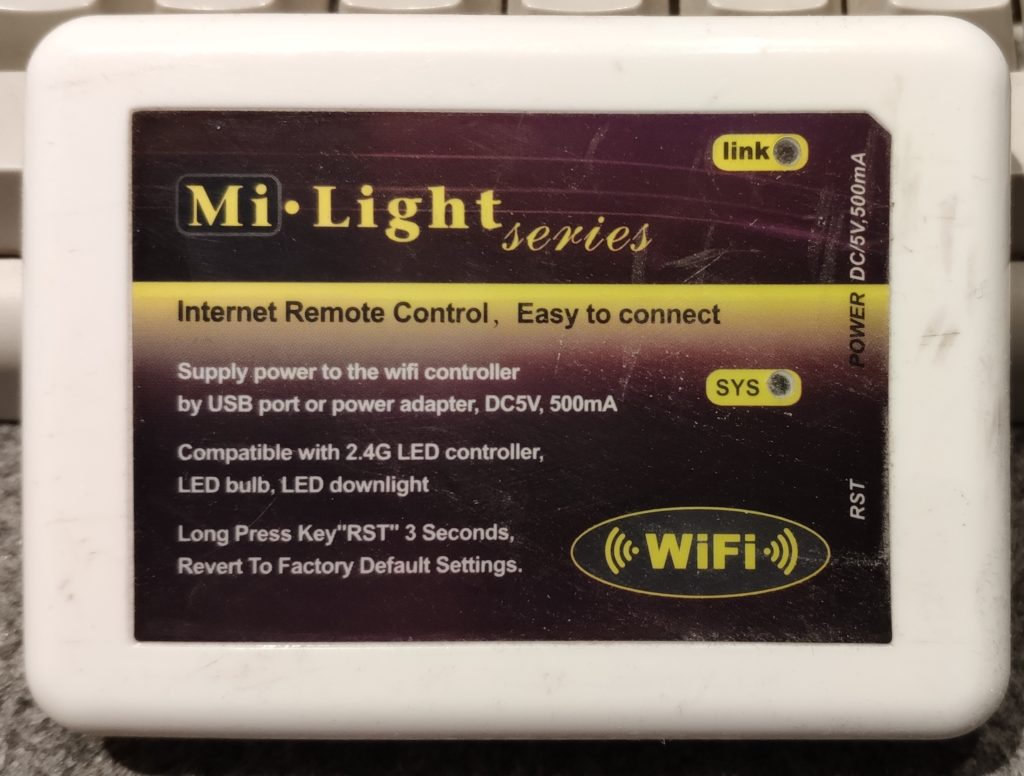 link
Mi·Light
series
Internet Remote Control, Easy to connect
Supply power to the wifi controller
by USB port or power adapter, DC5V, 500mA
SYS
Compatible with 2.4G LED controller,
LED bulb, LED downlight
Long Press Key"RST" 3 Seconds,
Revert To Factory Default Settings.
WiFi
POWER DC/5V,500mA
RST